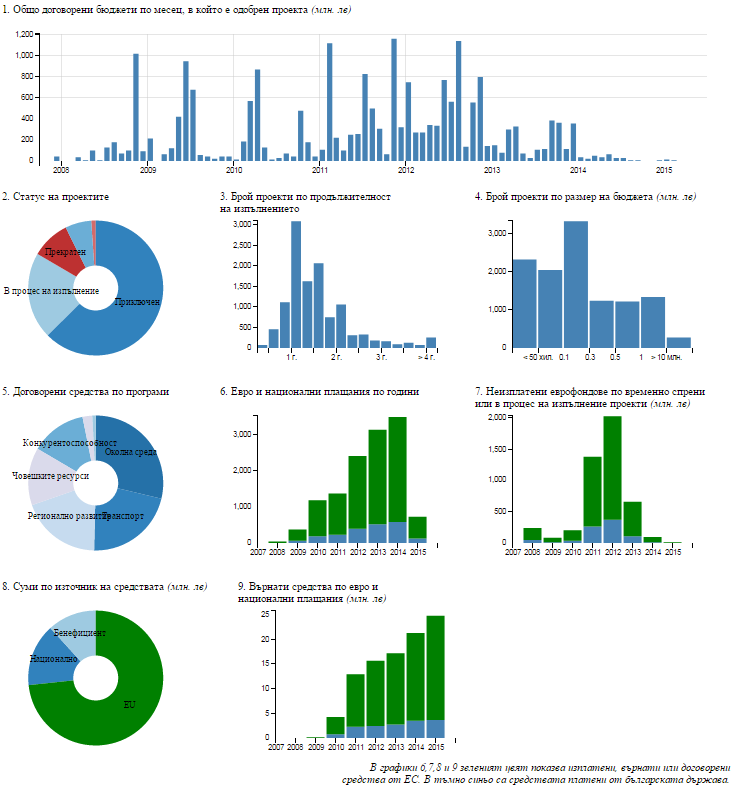 1. Общо договорени бюджети по месец, в който е одобрен проекта (млн. лв)
1,200
1,000
800
600
400
200
0
2008 2009 2010 2011 2012 2013 2014 2015
2. Статус на проектите
Прекратен
В процес на изпълнение
Приключен
3. Брой проекти по продължителност
на изпълнението
3,000
2,500
2,000
1,500
1,000
500
0
1 г. 2 г. 3 г. > 4 г.
4. Брой проекти по размер на бюджета (млн. лв)
3,000
2,000
1,000
0
< 50 хил. 0.1 0.3 0.5 1 > 10 млн.
5. Договорени средства по програми
Конкурентоспособност
Околна среда
Човешките ресурси
Регионално развитие
Транспорт
6. Евро и национални плащания по години
3,000
2,000
1,000
0
2007 2008 2009 2010 2011 2012 2013 2014 2015
7. Неизплатени еврофондове по временно спрени
или в процес на изпълнение проекти (млн. лв)
2,000
1,500
1,000
500
0
2007 2008 2009 2010 2011 2012 2013 2014 2015
8. Суми по източник на средствата (млн. лв)
Бенефициент
Национално
EU
9. Върнати средства по евро и
национални плащания (млн. лв)
25
20
15
10
5
0
2007 2008 2009 2010 2011 2012 2013 2014 2015
В графики 6,7,8 и 9 зеленият цвят показва изплатени, върнати или договорени
средства от ЕС. В тъмно синьо са средствата платени от българската държава.